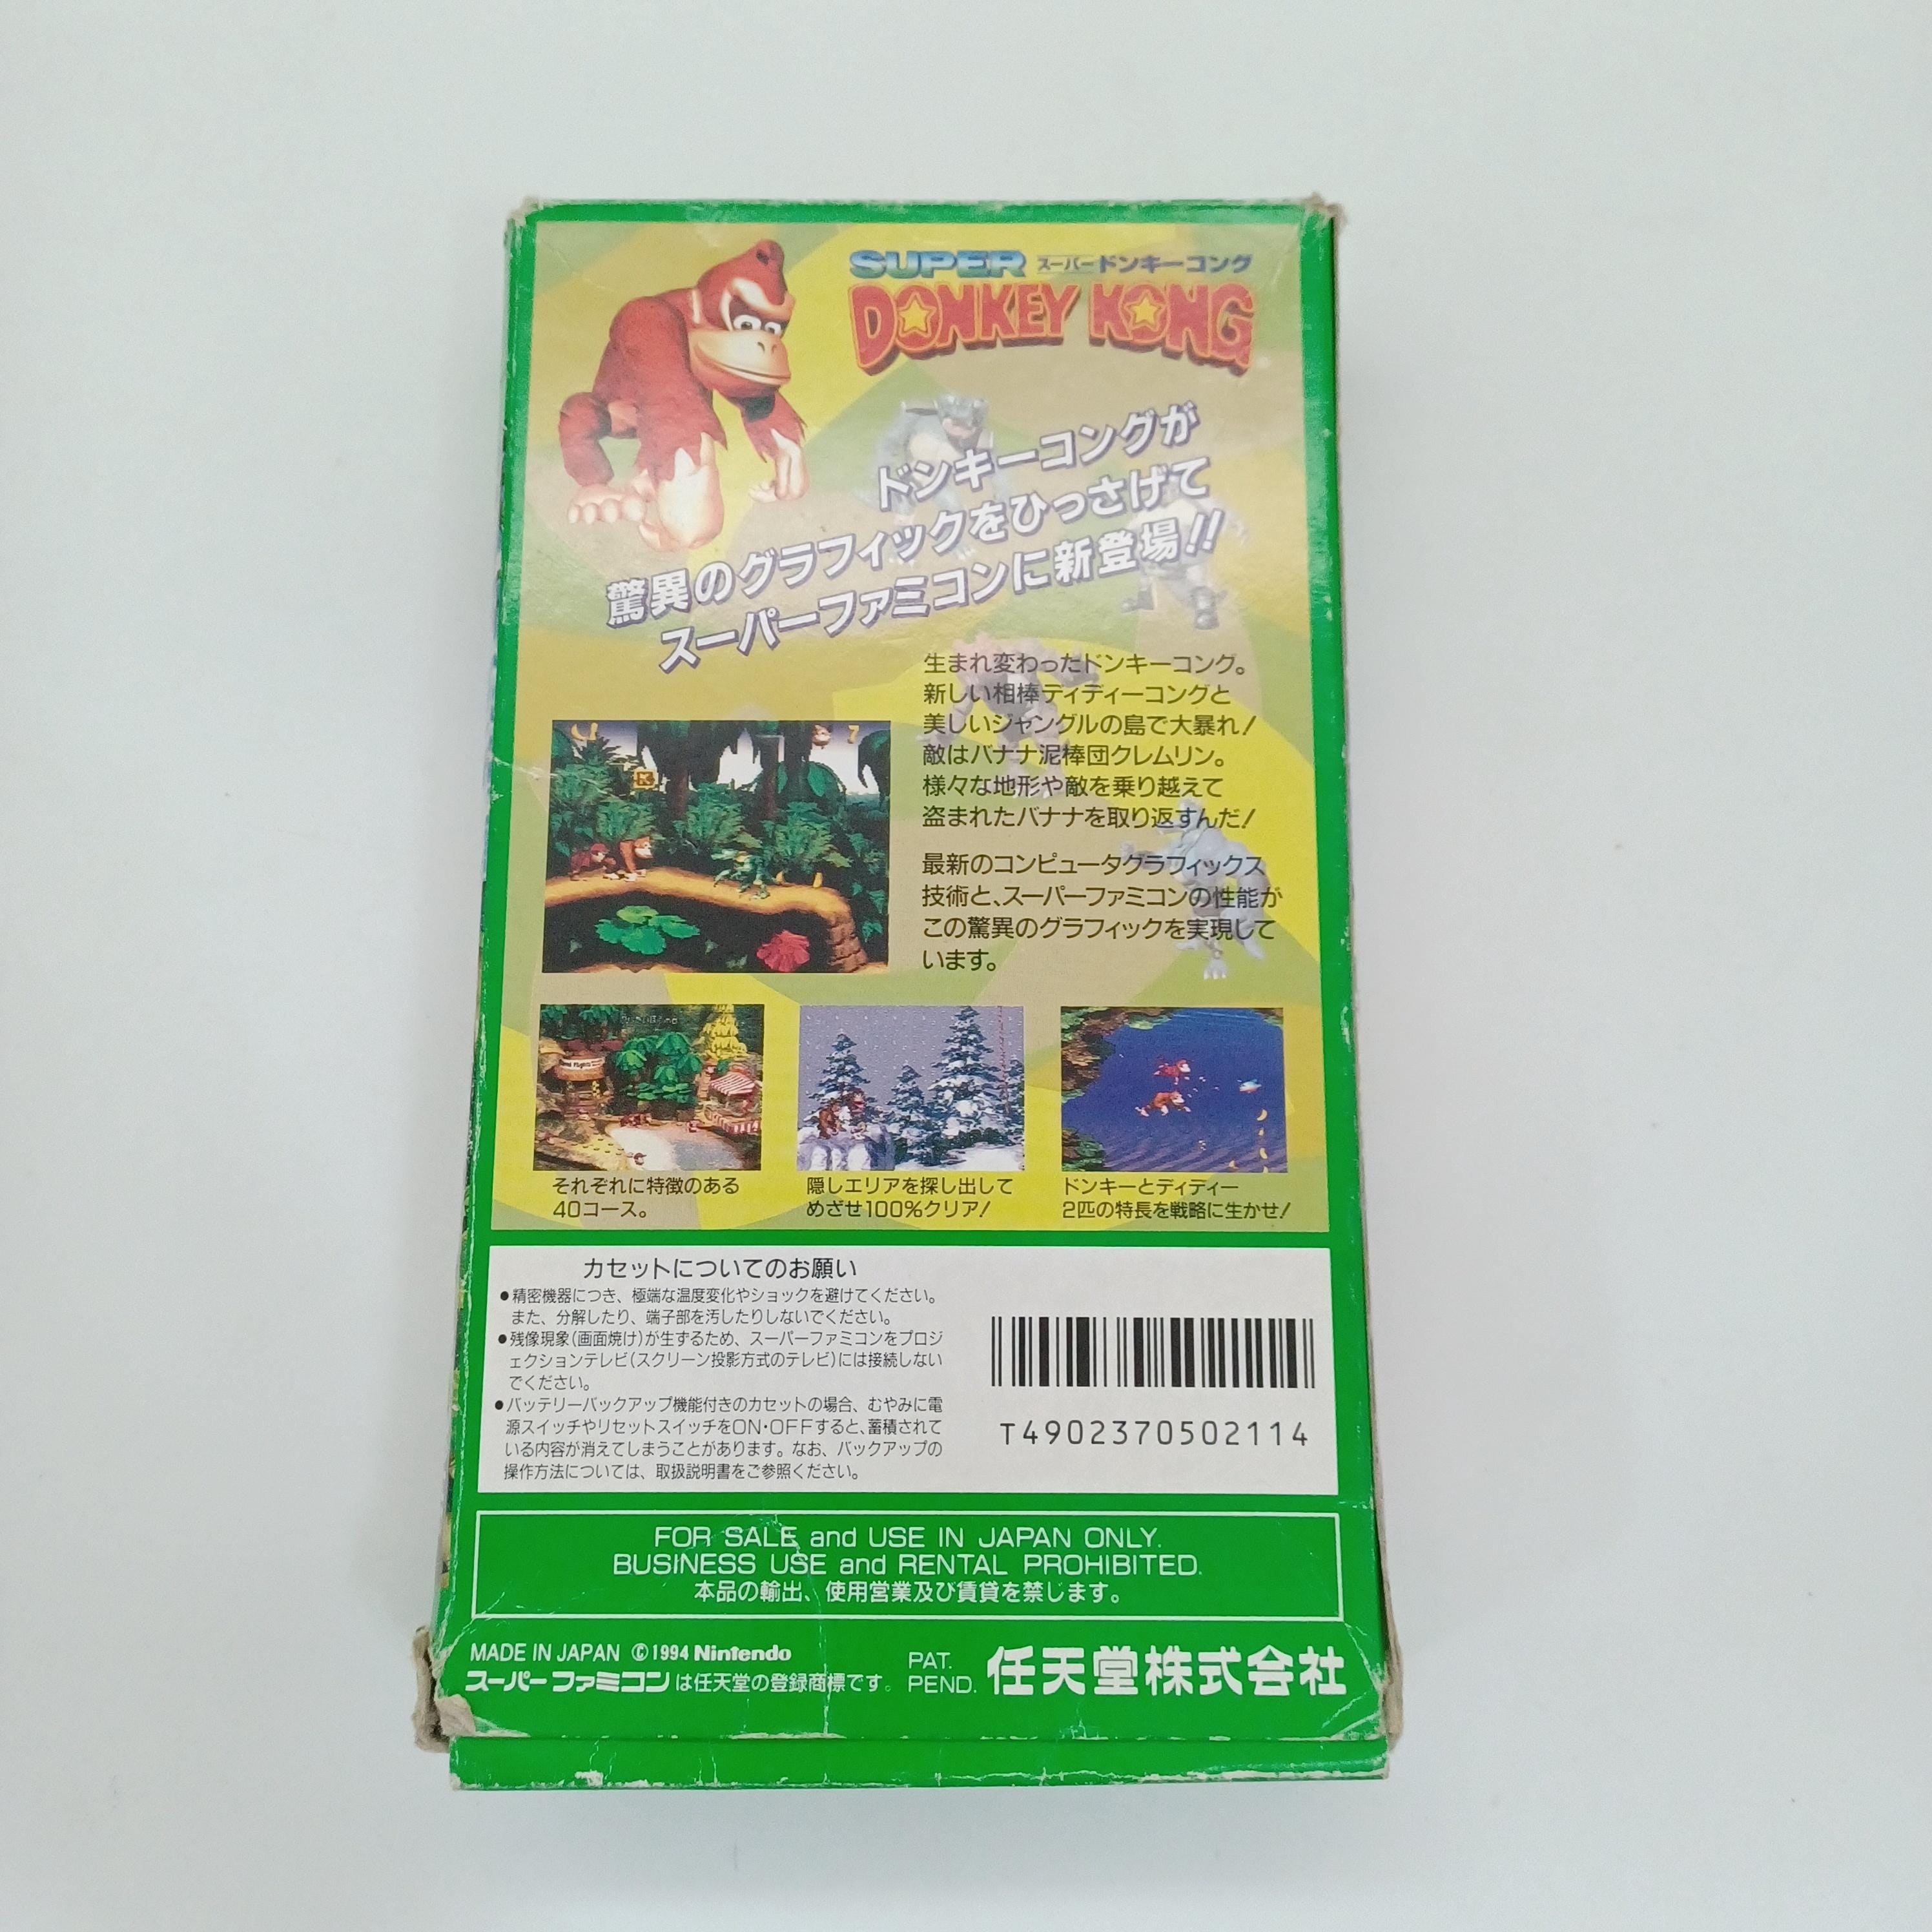 SUPER スーパードンキーコング
DONKEY KONG
ドンキーコングが
驚異のグラフィックをひっさげて
スーパーファミコンに新登場!!
生まれ変わったドンキーコング。
新しい相棒ディディーコングと
美しいジャングルの島で大暴れ!
敵はバナナ泥棒団クレムリン。
様々な地形や敵を乗り越えて
盗まれたバナナを取り返すんだ!
最新のコンピュータグラフィックス
技術と、スーパーファミコンの性能が
この驚異のグラフィックを実現して
います。
7
K
それぞれに特徴のある
40コース。
隠しエリアを探し出して
めざせ100%クリア!
ドンキーとディディー
2匹の特長を戦略に生かせ!
カセットについてのお願い
●精密機器につき、極端な温度変化やショックを避けてください。
また、分解したり、端子部を汚したりしないでください。
●残像現象(画面焼け)が生ずるため、スーパーファミコンをプロジ
ェクションテレビ(スクリーン投影方式のテレビ)には接続しない
でください。
●バッテリーバックアップ機能付きのカセットの場合、むやみに電
源スイッチやリセットスイッチをON・OFFすると、蓄積されて
いる内容が消えてしまうことがあります。なお、バックアップの
操作方法については、取扱説明書をご参照ください。
T4902370502114
FOR SALE and USE IN JAPAN ONLY.
BUSINESS USE and RENTAL PROHIBITED.
本品の輸出、使用営業及び賃貸を禁じます。
MADE IN JAPAN ©1994 Nintendo
スーパーファミコンは任天堂の登録商標です。
PAT.
PEND.
任天堂株式会社